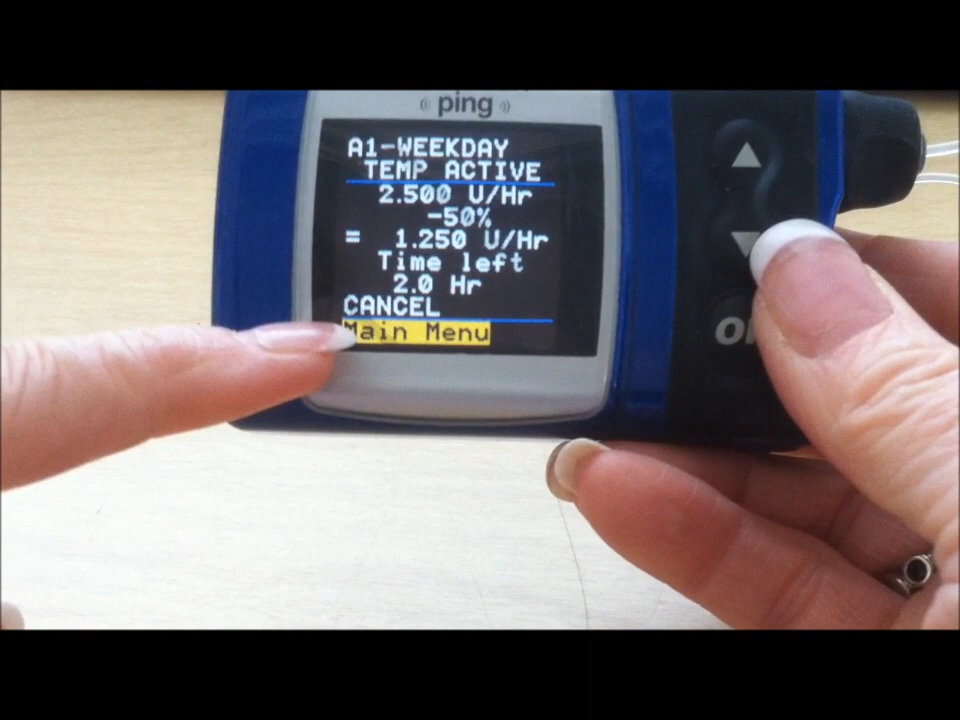 ping
A1-WEEKDAY
TEMP ACTIVE
2.500 U/Hr
-50%
= 1.250 U/Hr
Time left
2.0 Hr
CANCEL
Main Menu